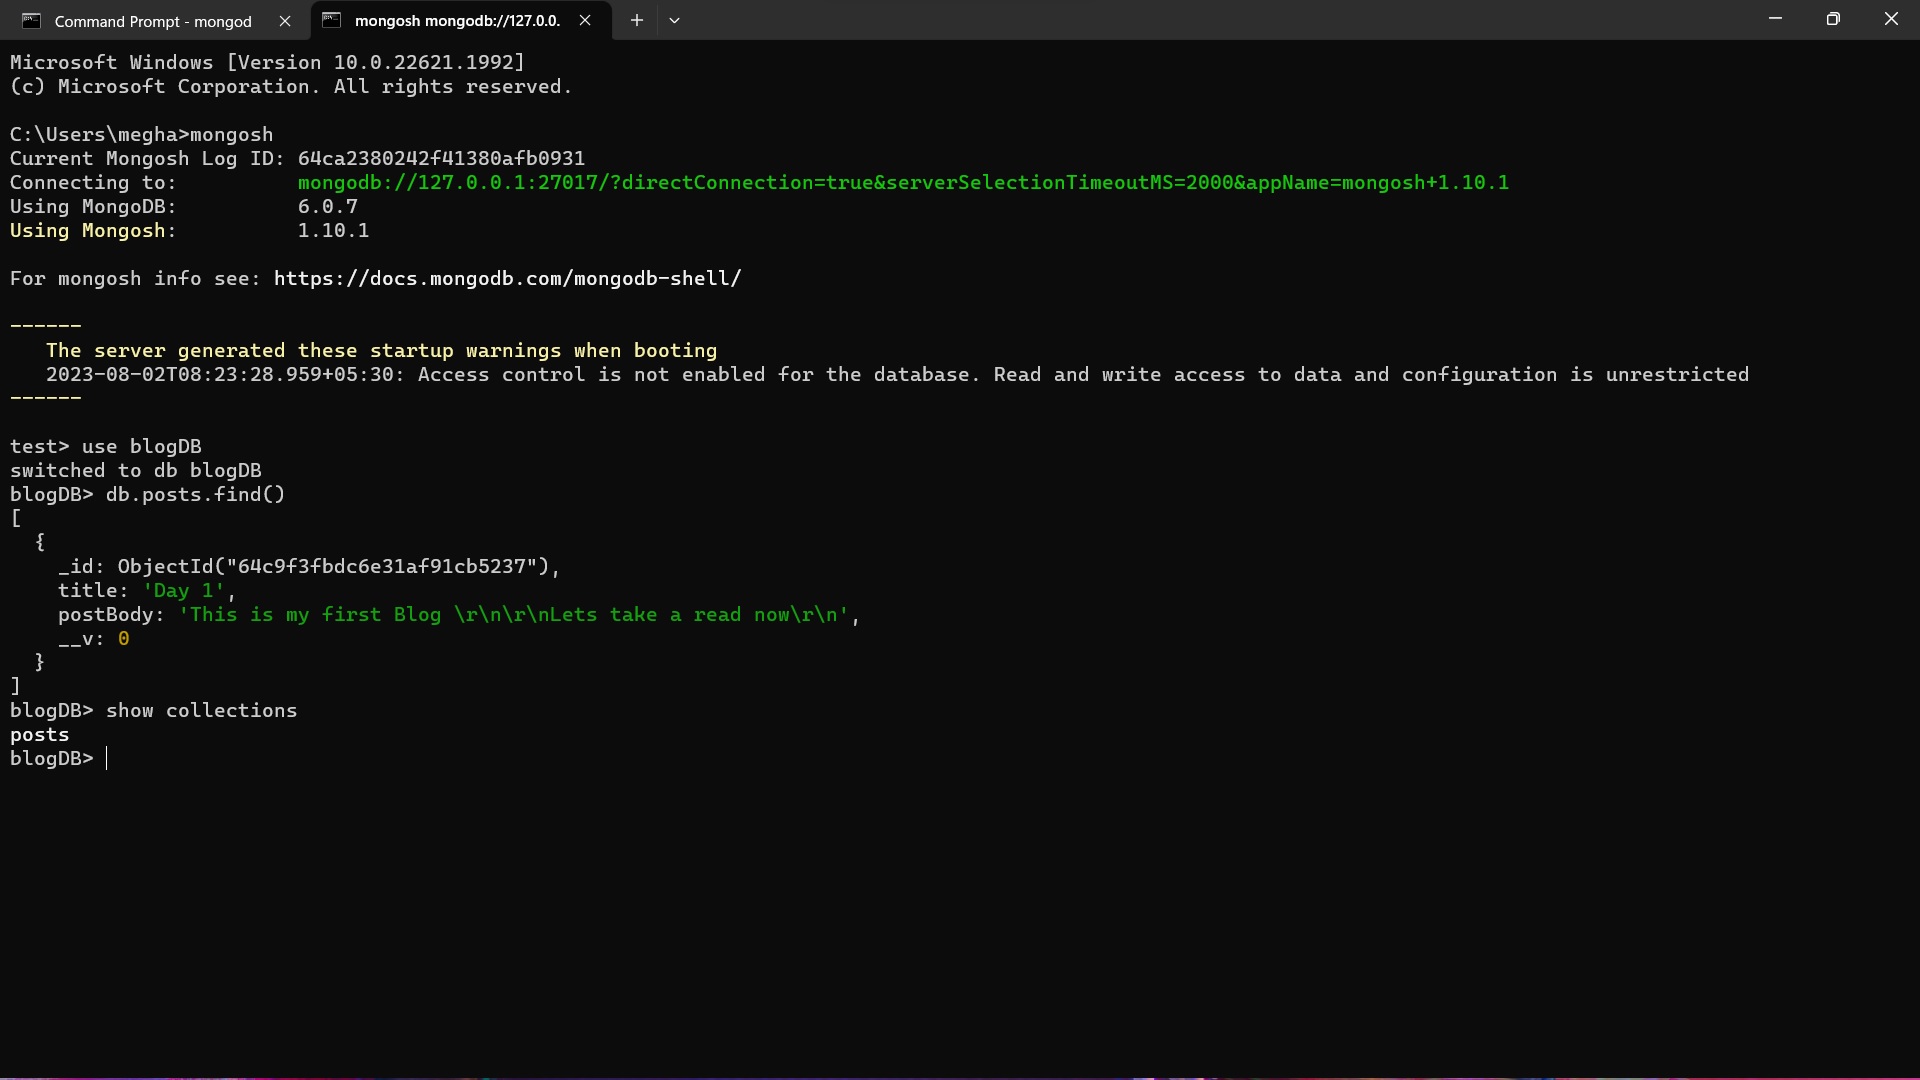 Command Prompt - mongod
mongosh mongodb://127.0.0.
Microsoft Windows [Version 10.0.22621.1992]
(c) Microsoft Corporation. All rights reserved.
C:\Users\megha>mongosh
Current Mongosh Log ID: 64ca2380242f41380afb0931
Connecting to:          mongodb://127.0.0.1:27017/?directConnection=true&serverSelectionTimeoutMS=2000&appName=mongosh+1.10.1
Using MongoDB:          6.0.7
Using Mongosh:          1.10.1
For mongosh info see: https://docs.mongodb.com/mongodb-shell/
------
   The server generated these startup warnings when booting
   2023-08-02T08:23:28.959+05:30: Access control is not enabled for the database. Read and write access to data and configuration is unrestricted
------
test> use blogDB
switched to db blogDB
blogDB> db.posts.find()
[
  {
    _id: ObjectId("64c9f3fbdc6e31af91cb5237"),
    title: 'Day 1',
    postBody: 'This is my first Blog \r\n\r\nLets take a read now\r\n',
    __v: 0
  }
]
blogDB> show collections
posts
blogDB>